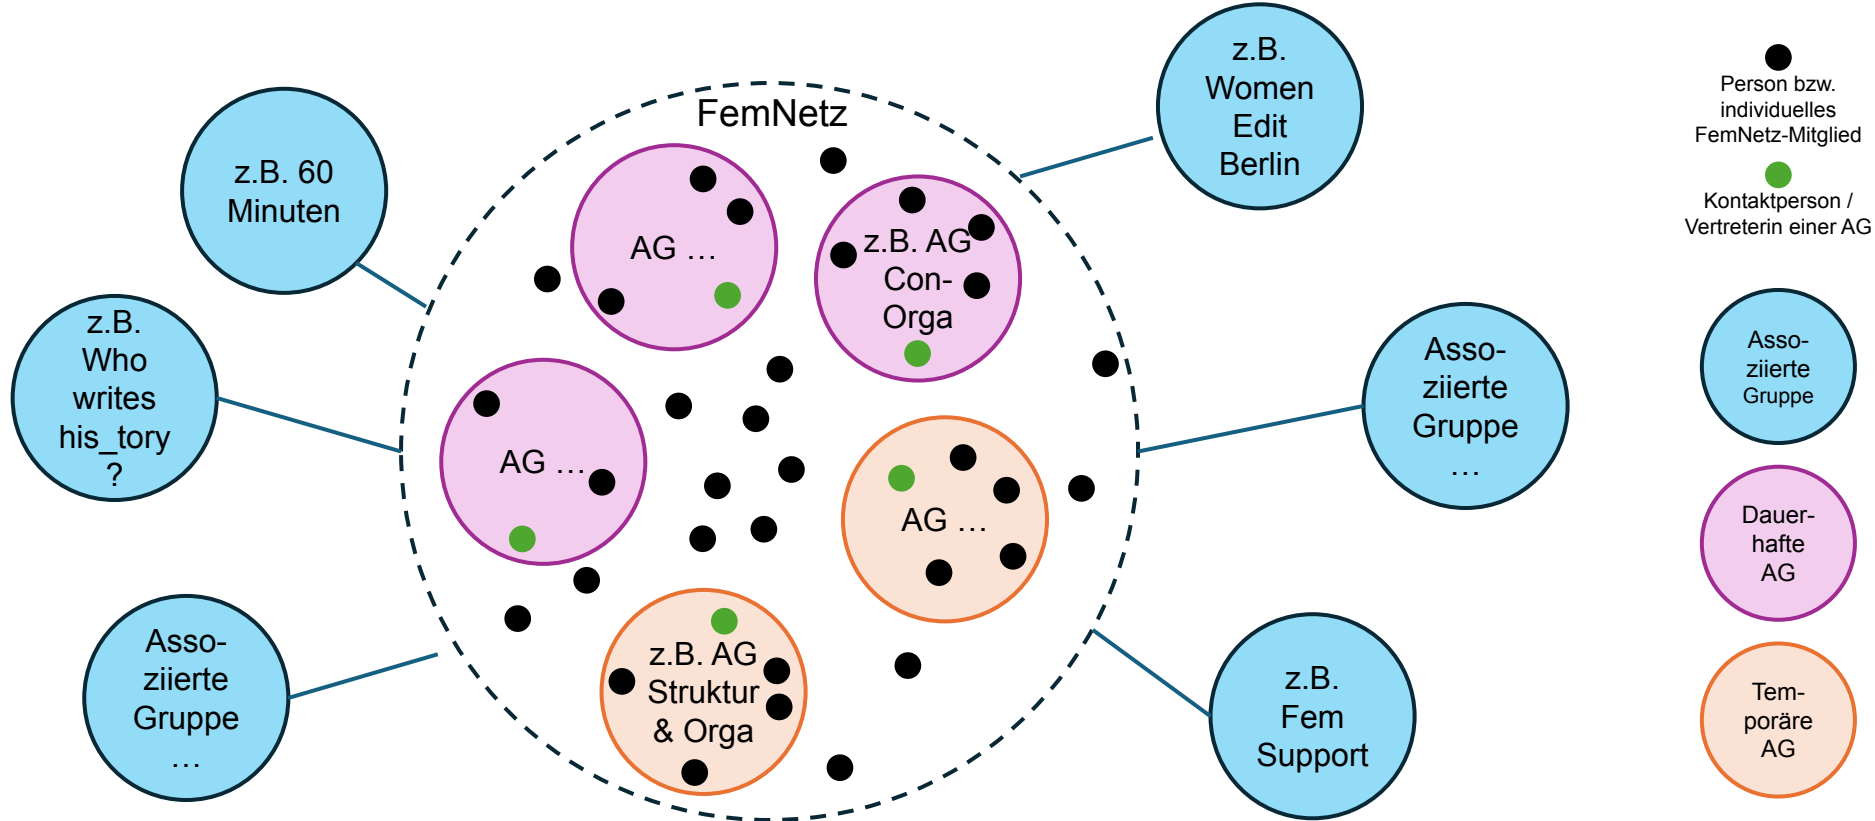 FemNetz
z.B. 60
Minuten
z.B.
Who
writes
his_tory
?
Asso-
ziierte
Gruppe
…
AG …
z.B. AG
Con-
Orga
AG …
AG …
z.B. AG
Struktur
& Orga
z.B.
Women
Edit
Berlin
Asso-
ziierte
Gruppe
…
z.B.
Fem
Support
Person bzw.
individuelles
FemNetz-Mitglied
Kontaktperson /
Vertreterin einer AG
Asso-
ziierte
Gruppe
Dauer-
hafte
AG
Tem-
poräre
AG